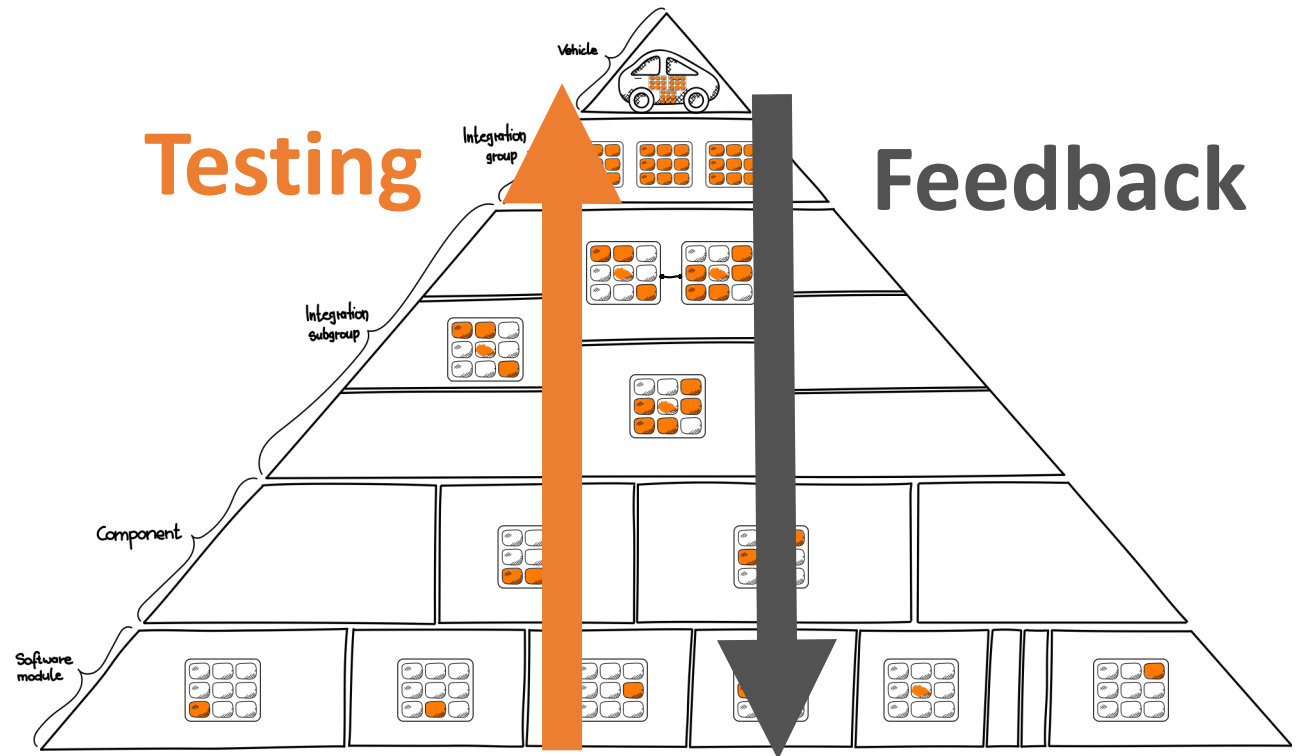 Vehicle
Testing
Integration
group
Feedback
Integration
subgroup
Component
Software
module